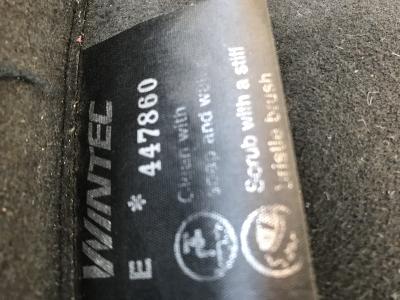 WINTEC
E * 447860
Clean with
soap and water
Scrub with a stiff
bristle brush